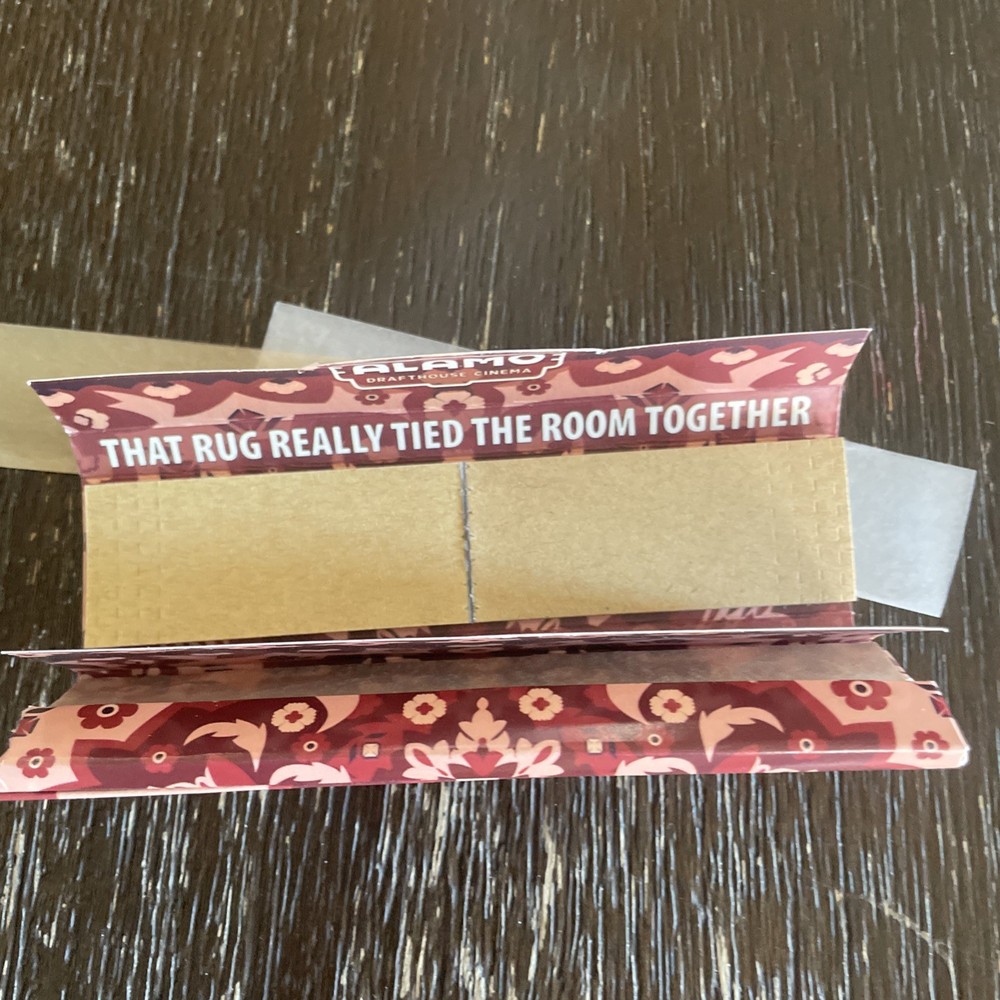 ALAMO
DRAFTHOUSE CINEMA
THAT RUG REALLY TIED THE ROOM TOGETHER